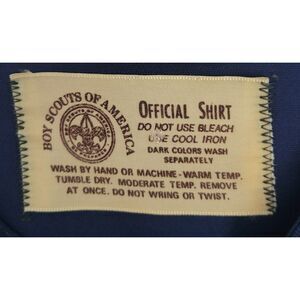 BOY SCOUTS OF AMERICA
OFFICIAL SHIRT
DO NOT USE BLEACH
USE COOL IRON
DARK COLORS WASH
SEPARATELY
WASH BY HAND OR MACHINE-WARM TEMP.
TUMBLE DRY. MODERATE TEMP. REMOVE
AT ONCE. DO NOT WRING OR TWIST.